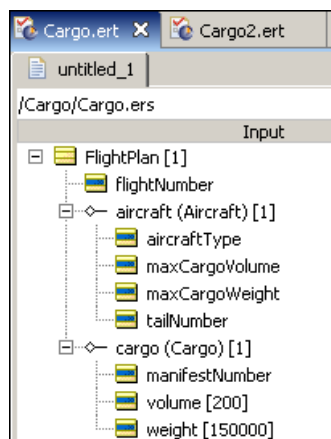 Cargo.ert Cargo2.ert
untitled_1
/Cargo/Cargo.ers
Input
FlightPlan [1]
flightNumber
aircraft (Aircraft) [1]
aircraftType
maxCargoVolume
maxCargoWeight
tailNumber
cargo (Cargo) [1]
manifestNumber
volume [200]
weight [150000]